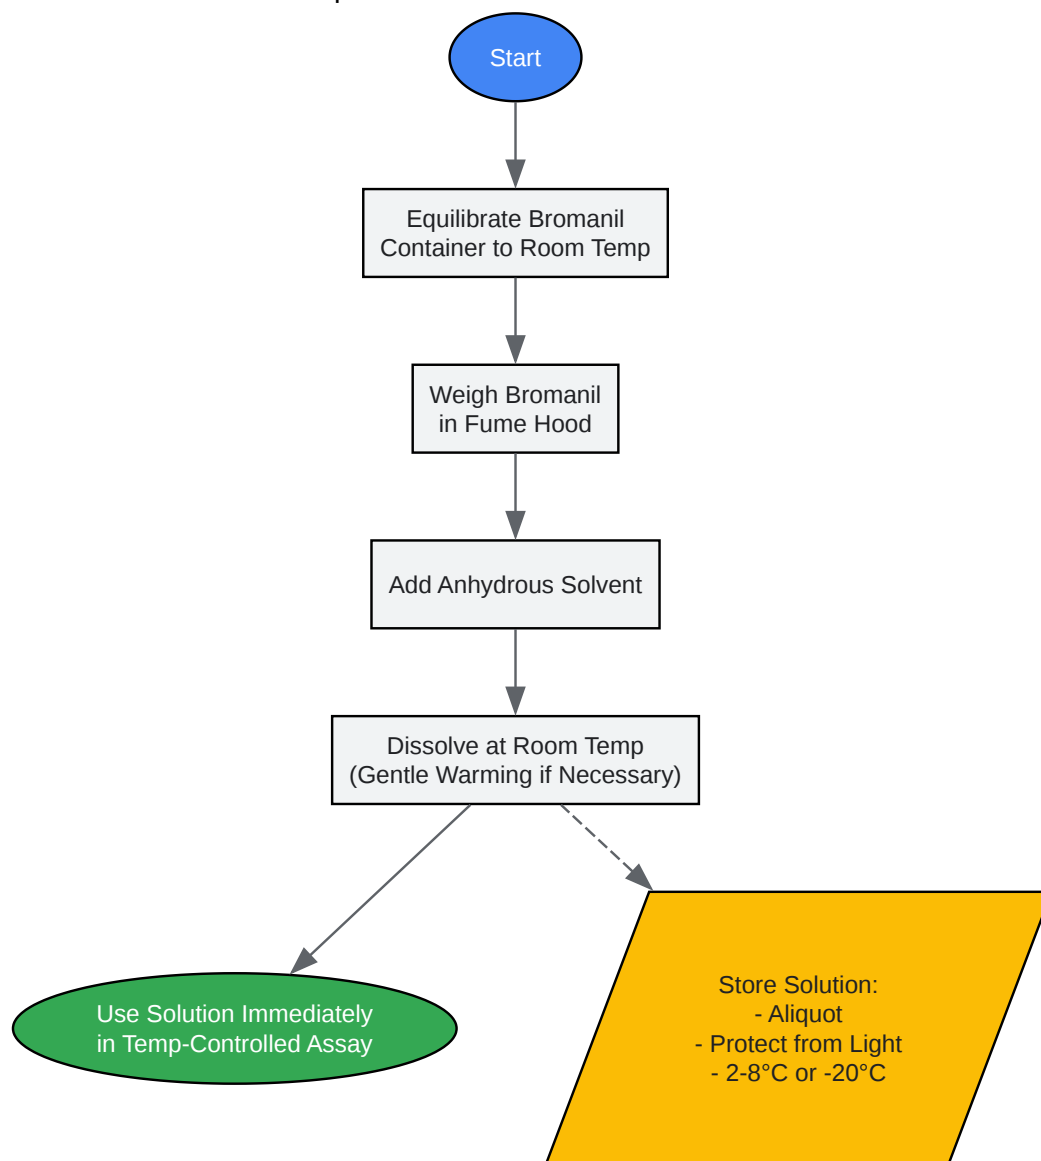 Start
Equilibrate Bromanil
Container to Room Temp
Weigh Bromanil
in Fume Hood
Add Anhydrous Solvent
Dissolve at Room Temp
(Gentle Warming if Necessary)
Use Solution Immediately
in Temp-Controlled Assay
Store Solution:
- Aliquot
- Protect from Light
- 2-8°C or -20°C